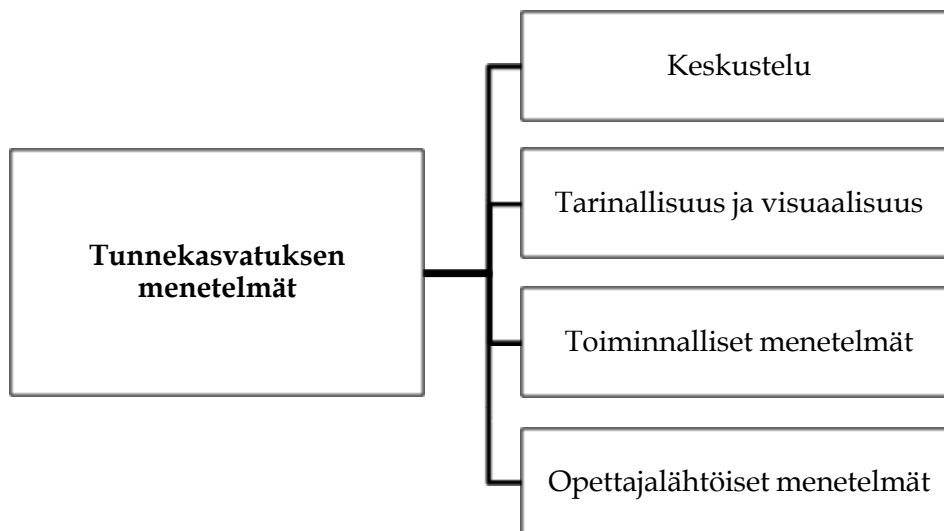 Tunnekasvatuksen
menetelmät
Keskustelu
Tarinallisuus ja visuaalisuus
Toiminnalliset menetelmät
Opettajalähtöiset menetelmät